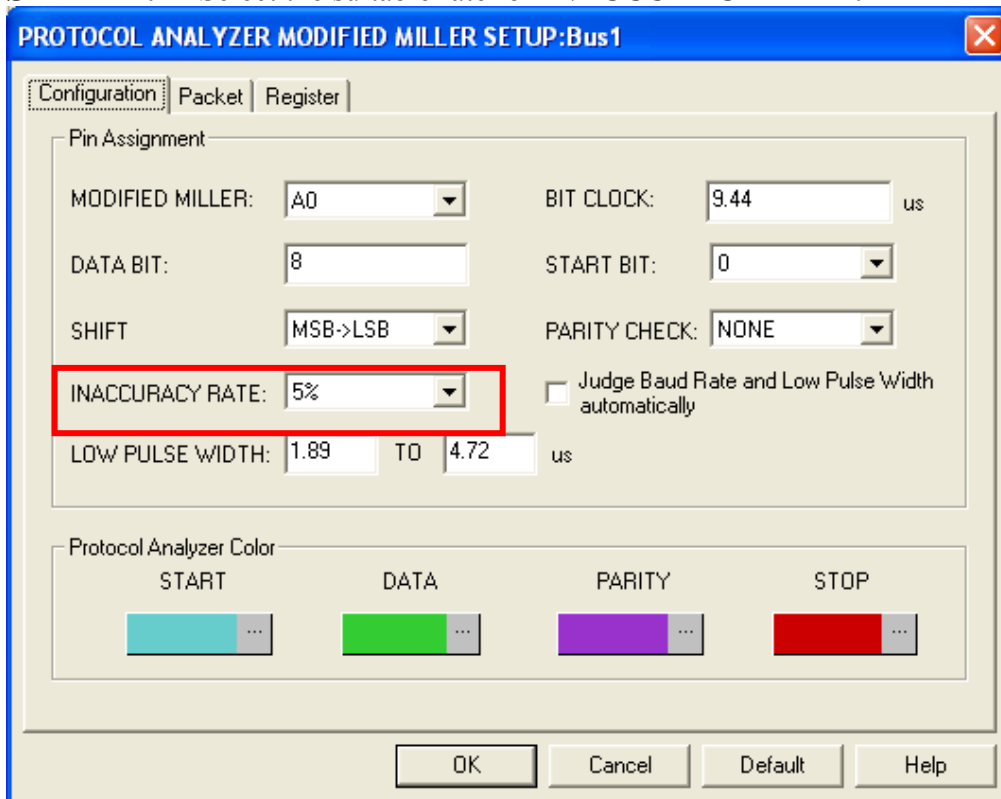 PROTOCOL ANALYZER MODIFIED MILLER SETUP:Bus1
Configuration Packet Register
Pin Assignment
MODIFIED MILLER: A0 BIT CLOCK: 9.44 us
DATA BIT: 8 START BIT: 0
SHIFT MSB->LSB PARITY CHECK: NONE
INACCURACY RATE: 5% Judge Baud Rate and Low Pulse Width
automatically
LOW PULSE WIDTH: 1.89 TO 4.72 us
Protocol Analyzer Color
START DATA PARITY STOP
... ... ... ...
OK Cancel Default Help